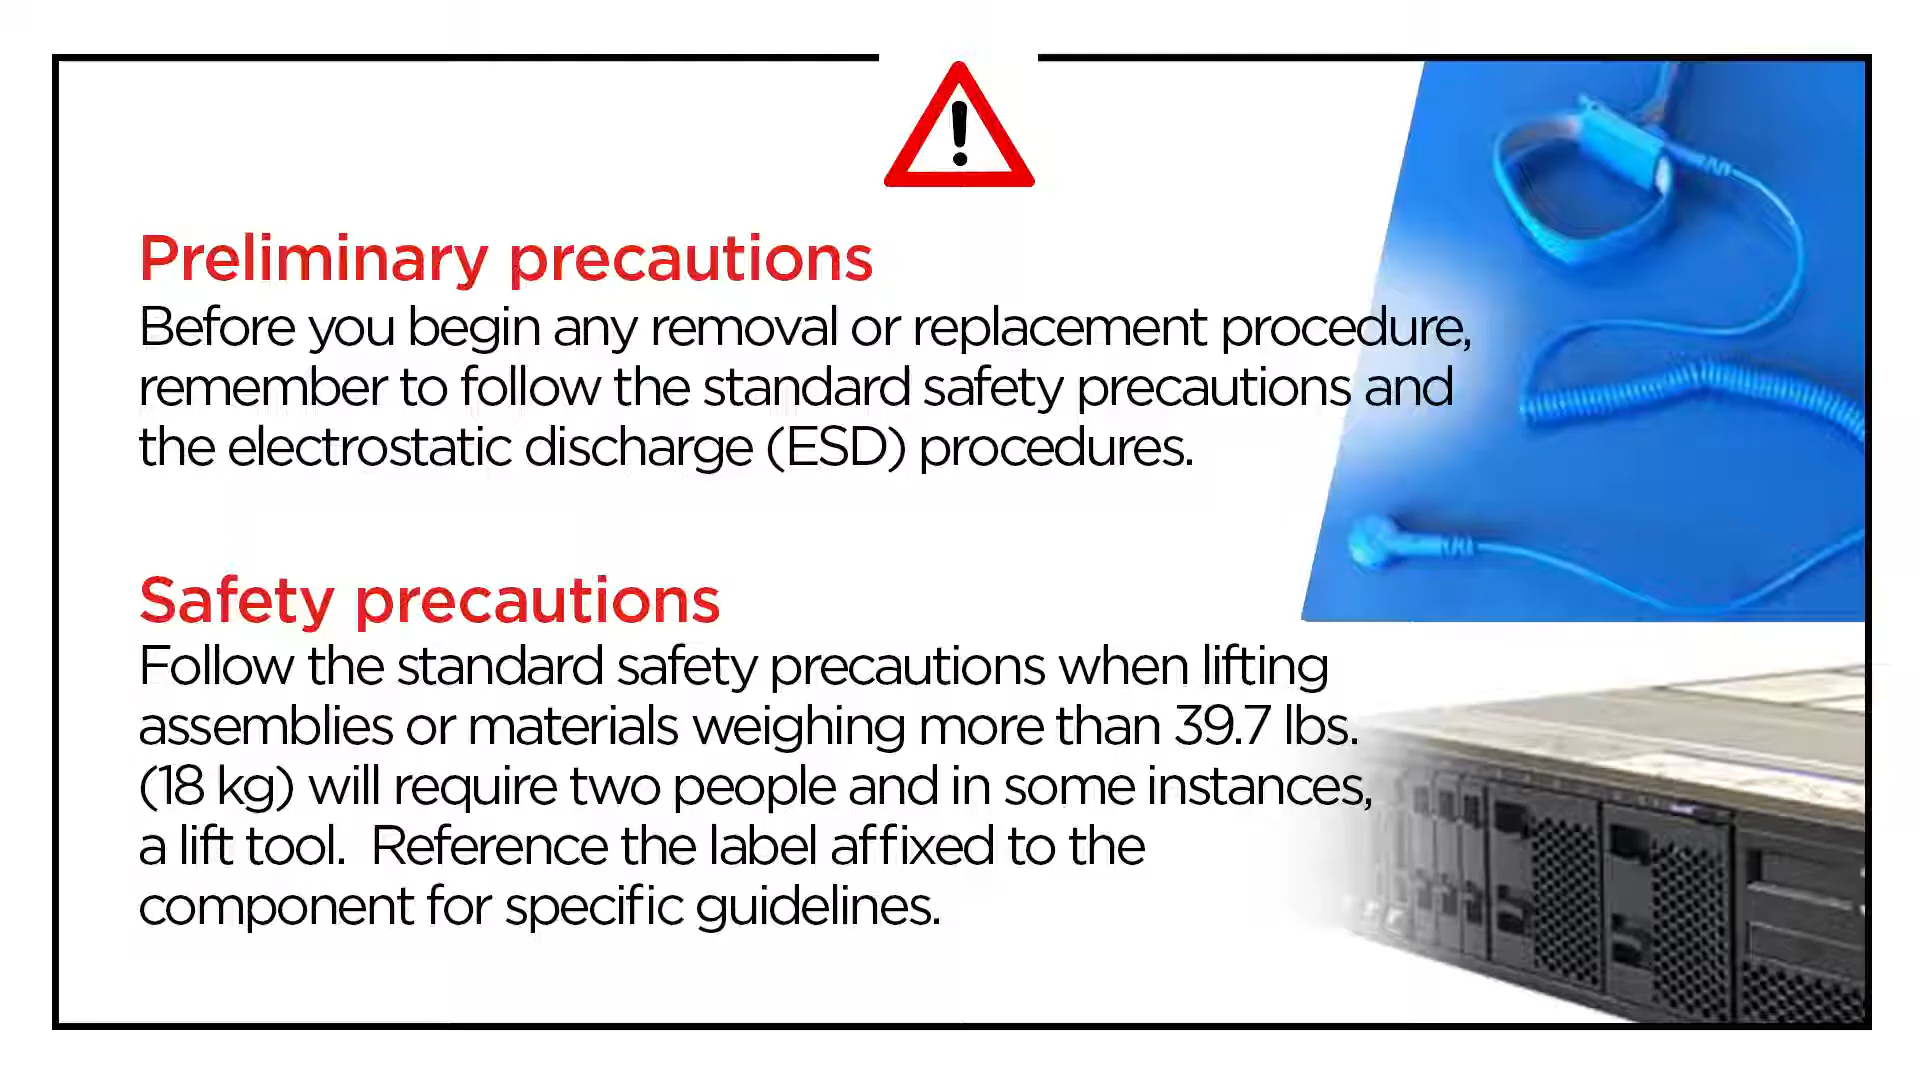 Preliminary precautions
Before you begin any removal or replacement procedure,
remember to follow the standard safety precautions and
the electrostatic discharge (ESD) procedures.
Safety precautions
Follow the standard safety precautions when lifting
assemblies or materials weighing more than 39.7 lbs.
(18 kg) will require two people and in some instances,
a lift tool.  Reference the label affixed to the
component for specific guidelines.